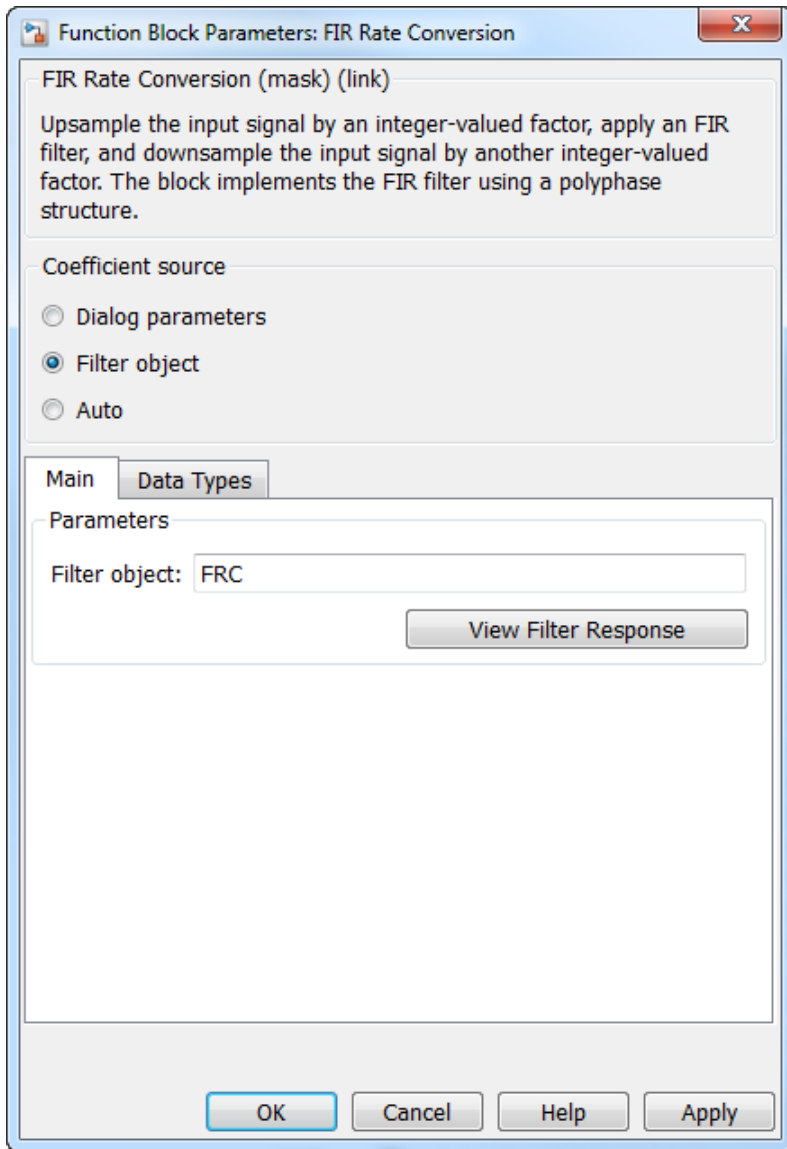 Function Block Parameters: FIR Rate Conversion
FIR Rate Conversion (mask) (link)
Upsample the input signal by an integer-valued factor, apply an FIR
filter, and downsample the input signal by another integer-valued
factor. The block implements the FIR filter using a polyphase
structure.
Coefficient source
Dialog parameters
Filter object
Auto
Main Data Types
Parameters
Filter object: FRC
View Filter Response
OK Cancel Help Apply